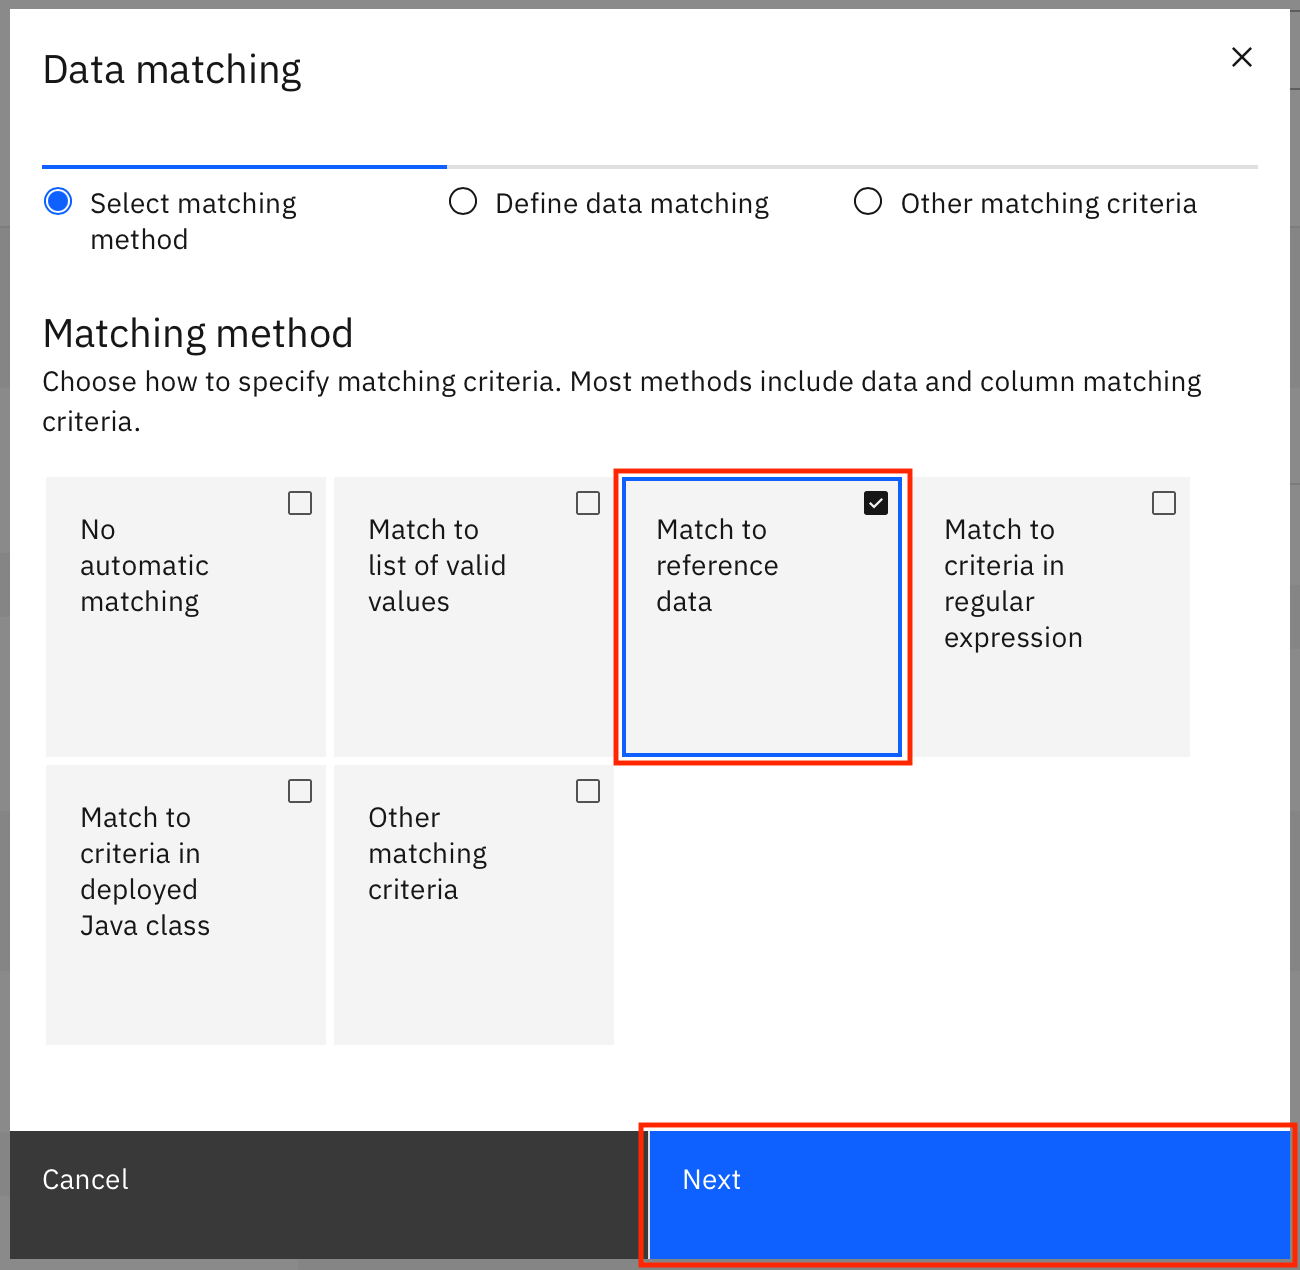 Data matching
Select matching
method
Define data matching
Other matching criteria
Matching method
Choose how to specify matching criteria. Most methods include data and column matching
criteria.
No
automatic
matching
Match to
list of valid
values
Match to
reference
data
Match to
criteria in
regular
expression
Match to
criteria in
deployed
Java class
Other
matching
criteria
Cancel
Next